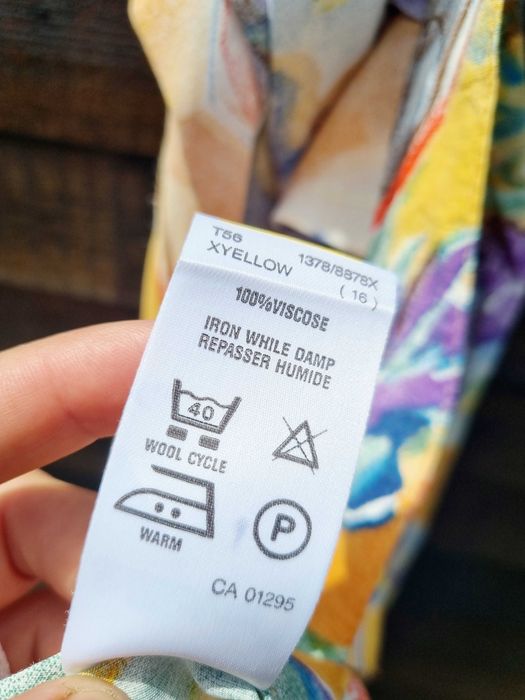 T56 1378/8878X
XYELLOW ( 16 )
100%VISCOSE
IRON WHILE DAMP
REPASSER HUMIDE
40
WOOL CYCLE
WARM
P
CA 01295